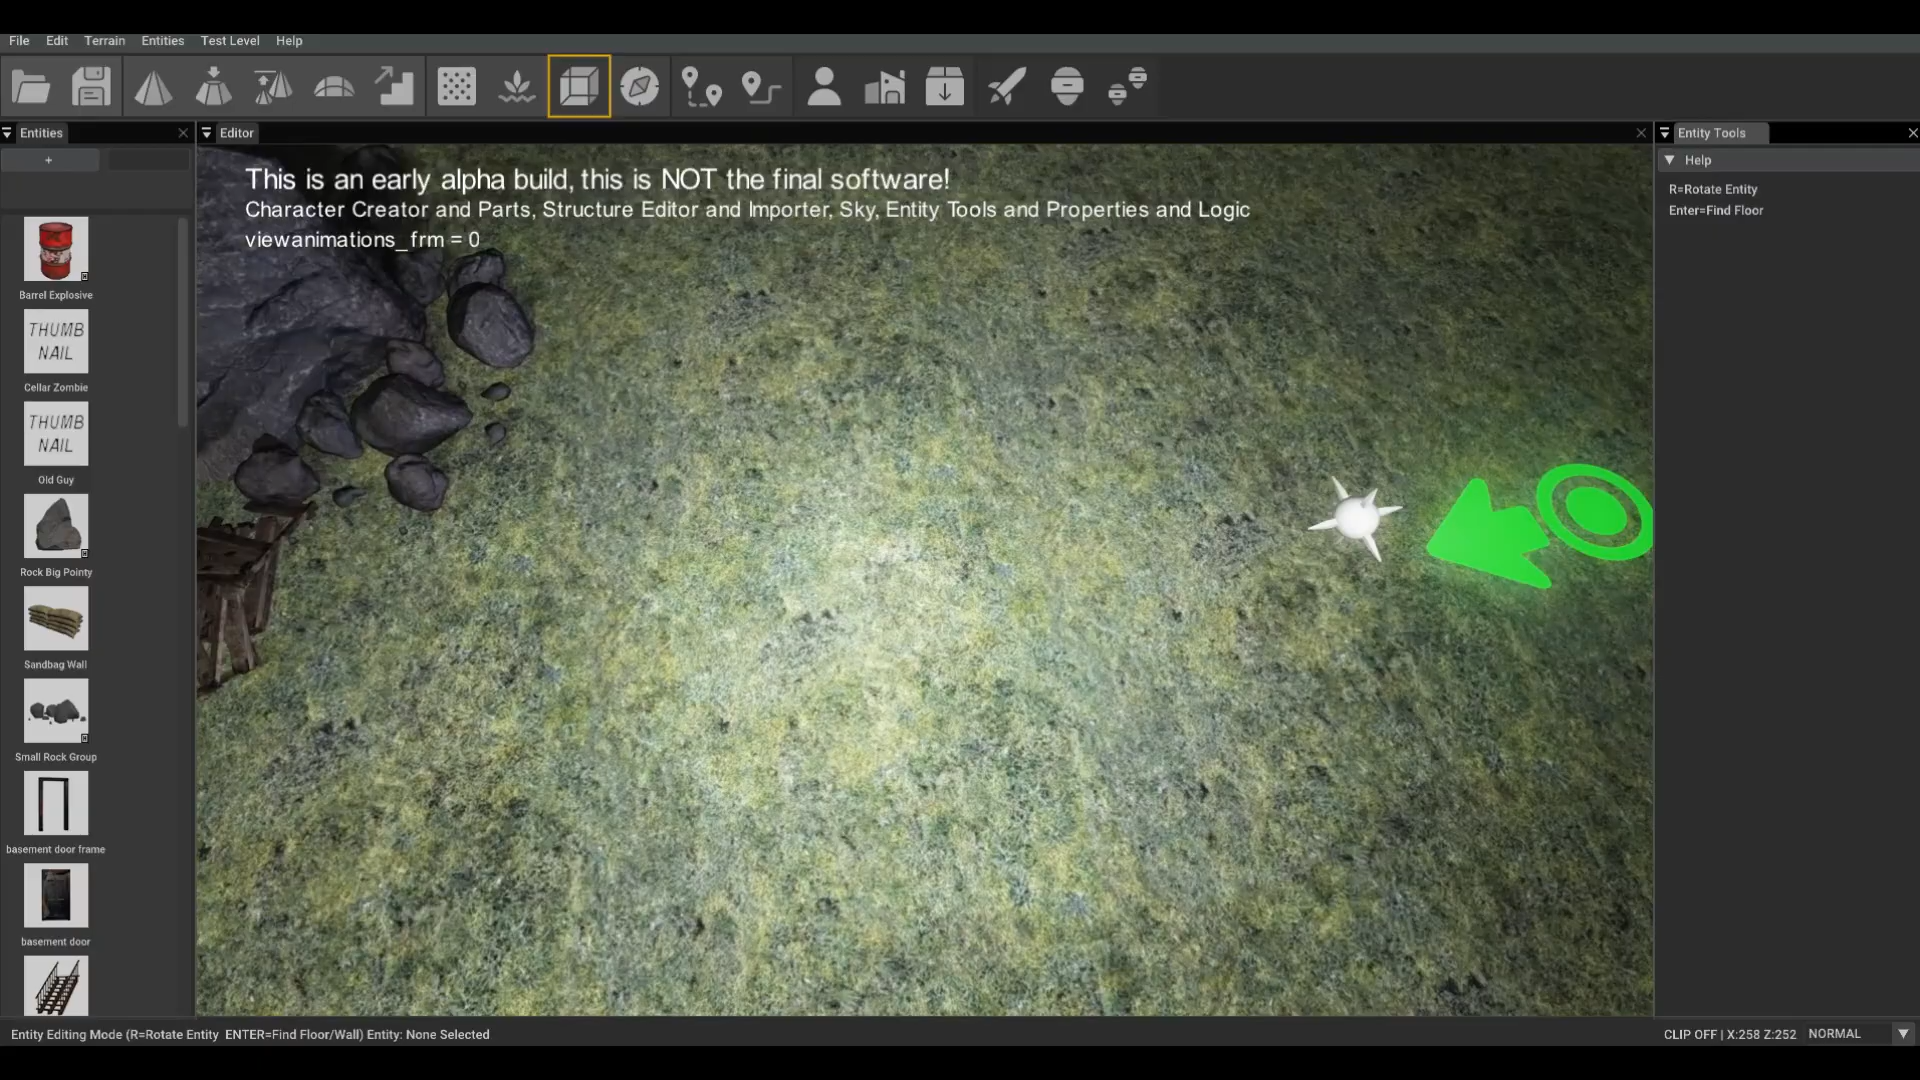 File Edit Terrain Entities Test Level Help
Entities
Editor
Entity Tools
+
Help
This is an early alpha build, this is NOT the final software!
Character Creator and Parts, Structure Editor and Importer, Sky, Entity Tools and Properties and Logic
viewanimations_frm = 0
R=Rotate Entity
Enter=Find Floor
Barrel Explosive
THUMB
NAIL
Cellar Zombie
THUMB
NAIL
Old Guy
Rock Big Pointy
Sandbag Wall
Small Rock Group
basement door frame
basement door
Entity Editing Mode (R=Rotate Entity ENTER=Find Floor/Wall) Entity: None Selected
CLIP OFF | X:258 Z:252 NORMAL